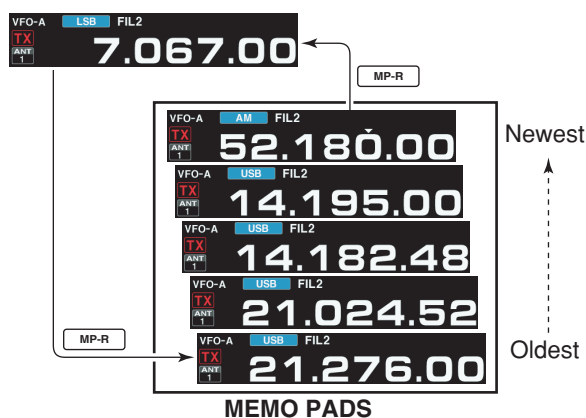 VFO-A LSB FIL2
TX
ANT
1
7.067.00
MP-R
VFO-A AM FIL2
TX
ANT
1
52.180.00
Newest
VFO-A USB FIL2
TX
ANT
1
14.195.00
VFO-A USB FIL2
TX
ANT
1
14.182.48
VFO-A USB FIL2
TX
ANT
1
21.024.52
MP-R
VFO-A USB FIL2
TX
ANT
1
21.276.00
Oldest
MEMO PADS